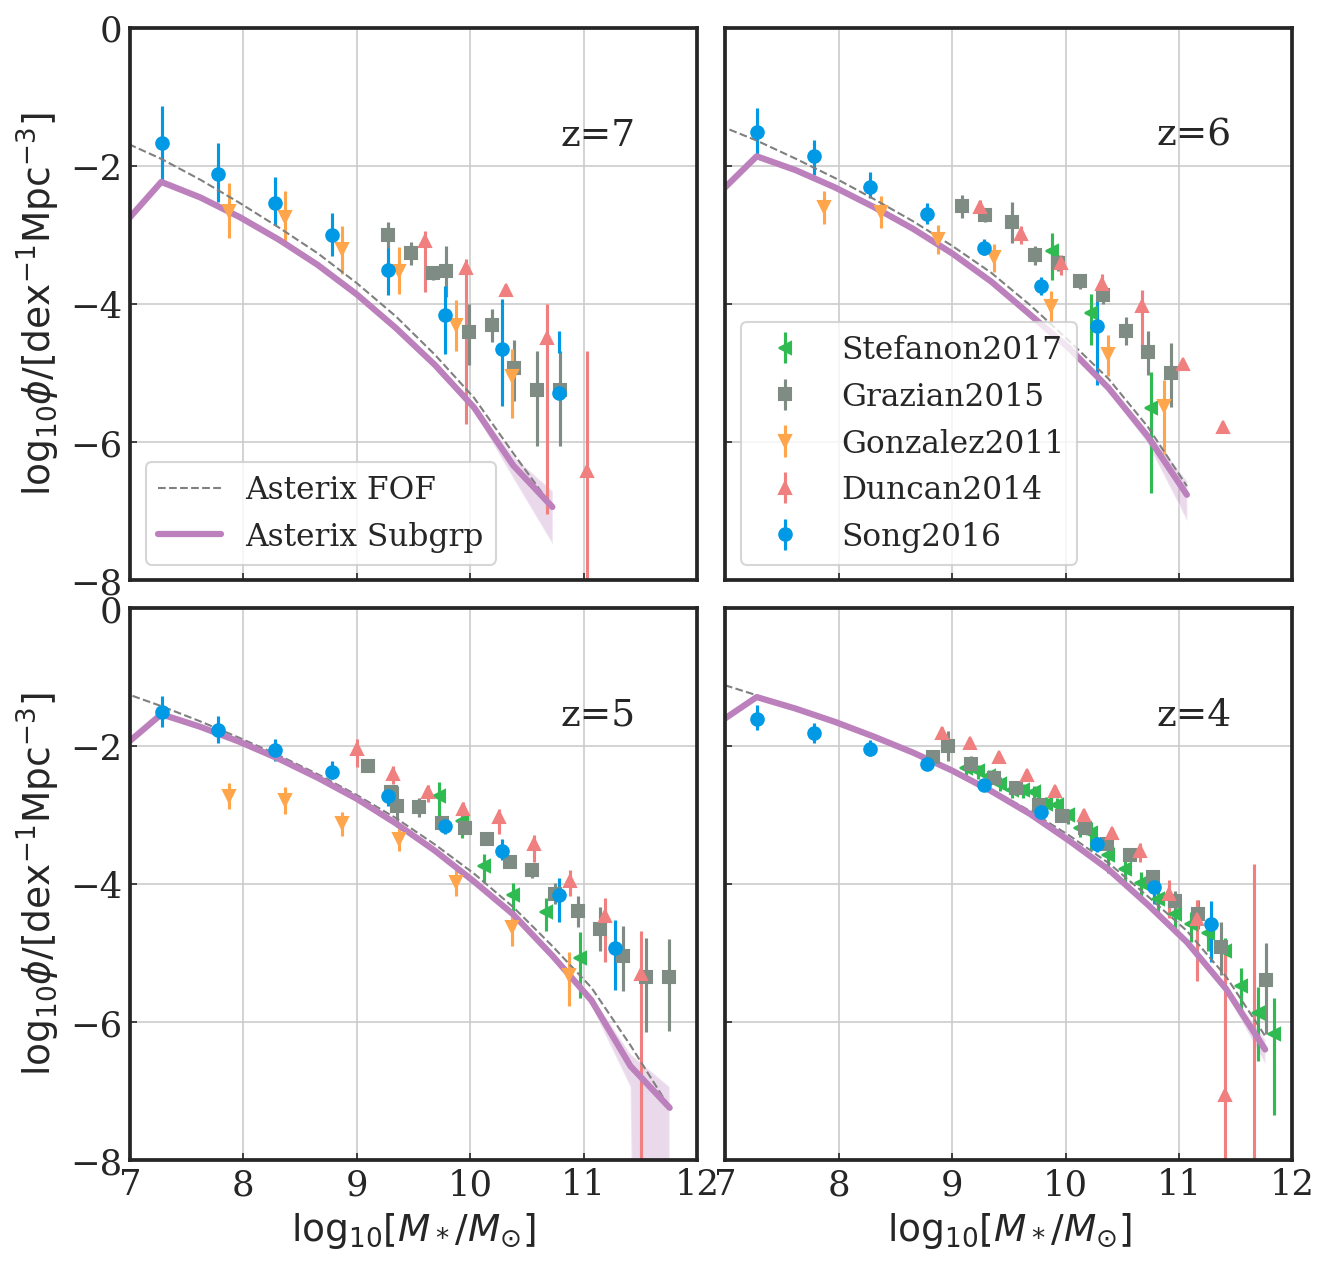 0
−2
−4
−6
−8
log₁₀ϕ/[dex⁻¹Mpc⁻³]
z=7
Asterix FOF
Asterix Subgrp
z=6
Stefanon2017
Grazian2015
Gonzalez2011
Duncan2014
Song2016
0
−2
−4
−6
−8
log₁₀ϕ/[dex⁻¹Mpc⁻³]
z=5
7 8 9 10 11 12
log₁₀[M∗/M⊙]
z=4
7 8 9 10 11 12
log₁₀[M∗/M⊙]